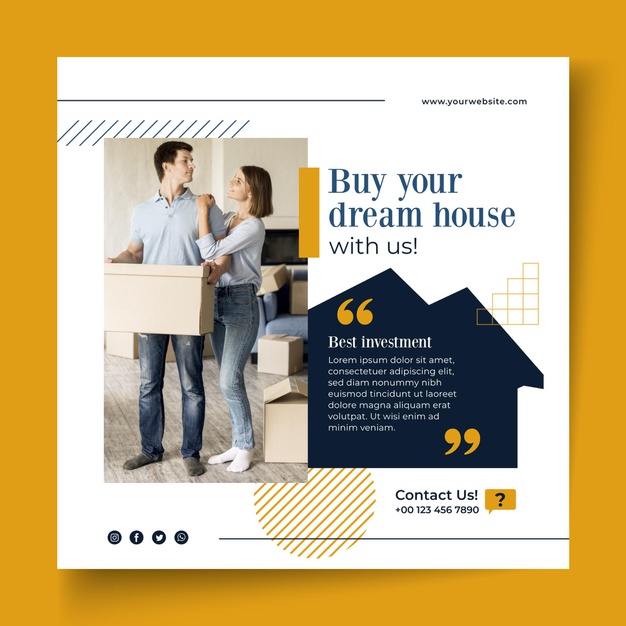 www.yourwebsite.com
Buy your
dream house
with us!
Best investment
Lorem ipsum dolor sit amet,
consectetuer adipiscing elit,
sed diam nonummy nibh
euismod tincidunt ut laoreet
dolore magna aliquam erat
volutpat. Ut wisi enim ad
minim veniam.
Contact Us!
+00 123 456 7890
?